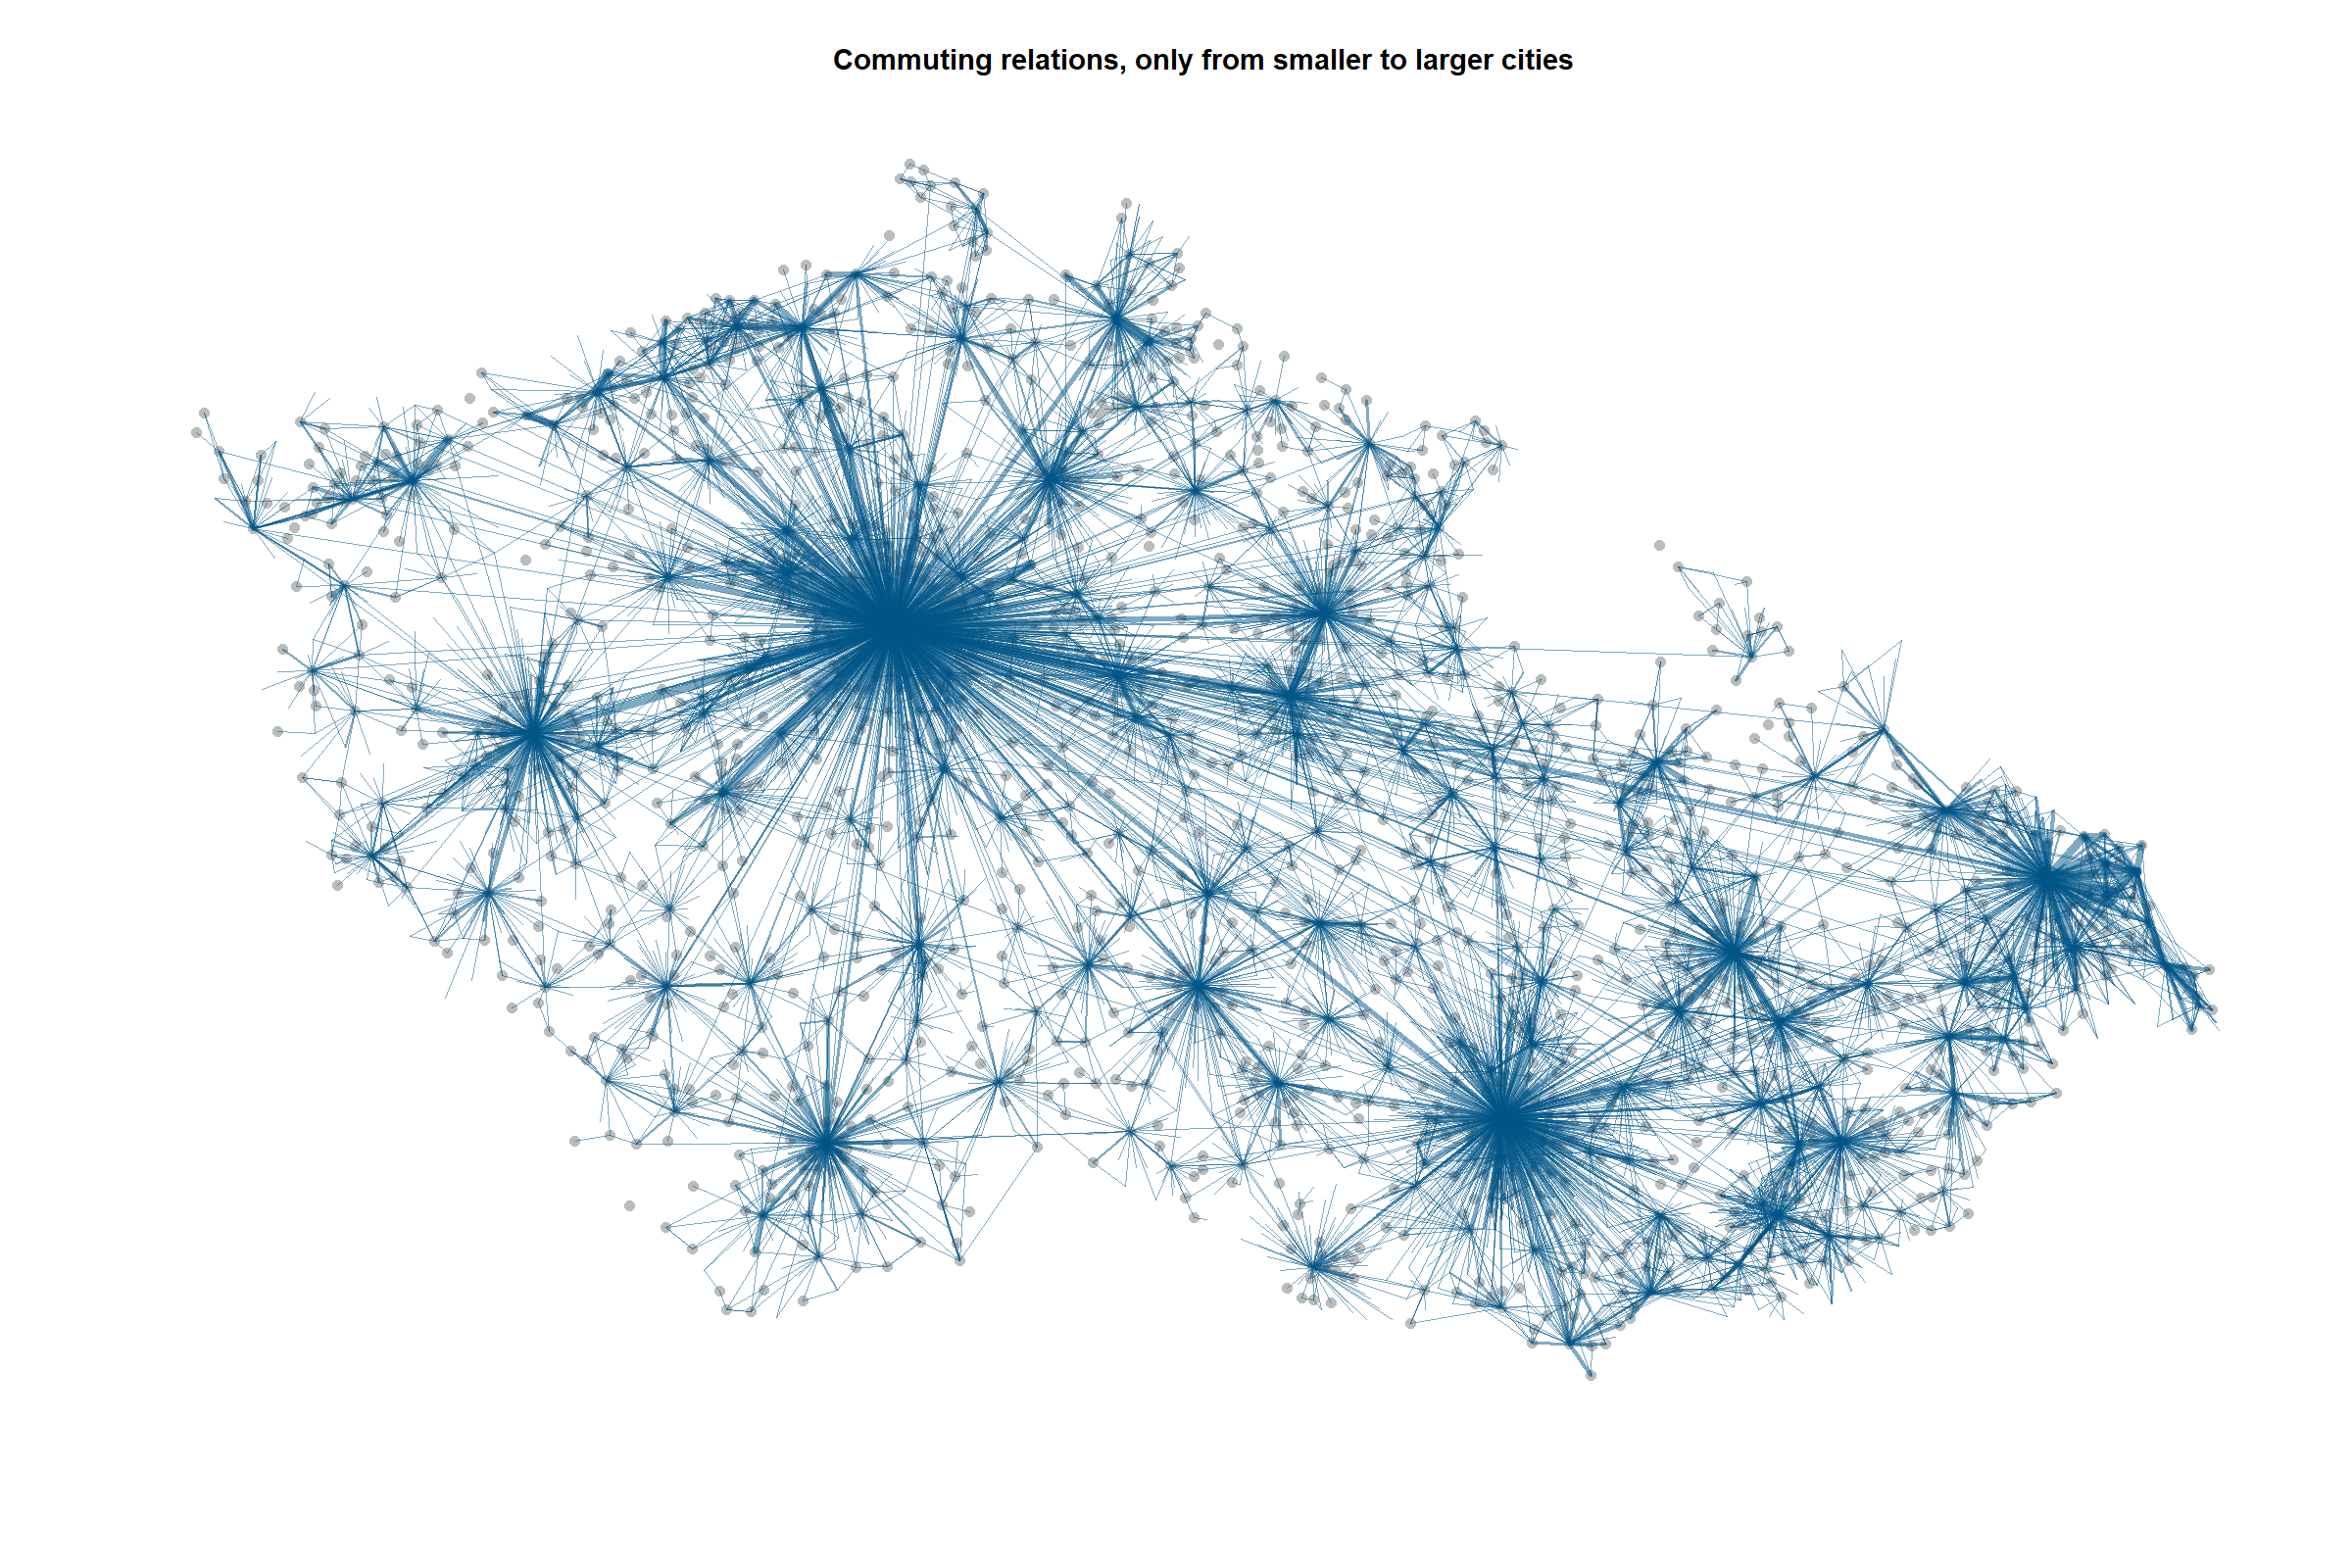 Commuting relations, only from smaller to larger cities